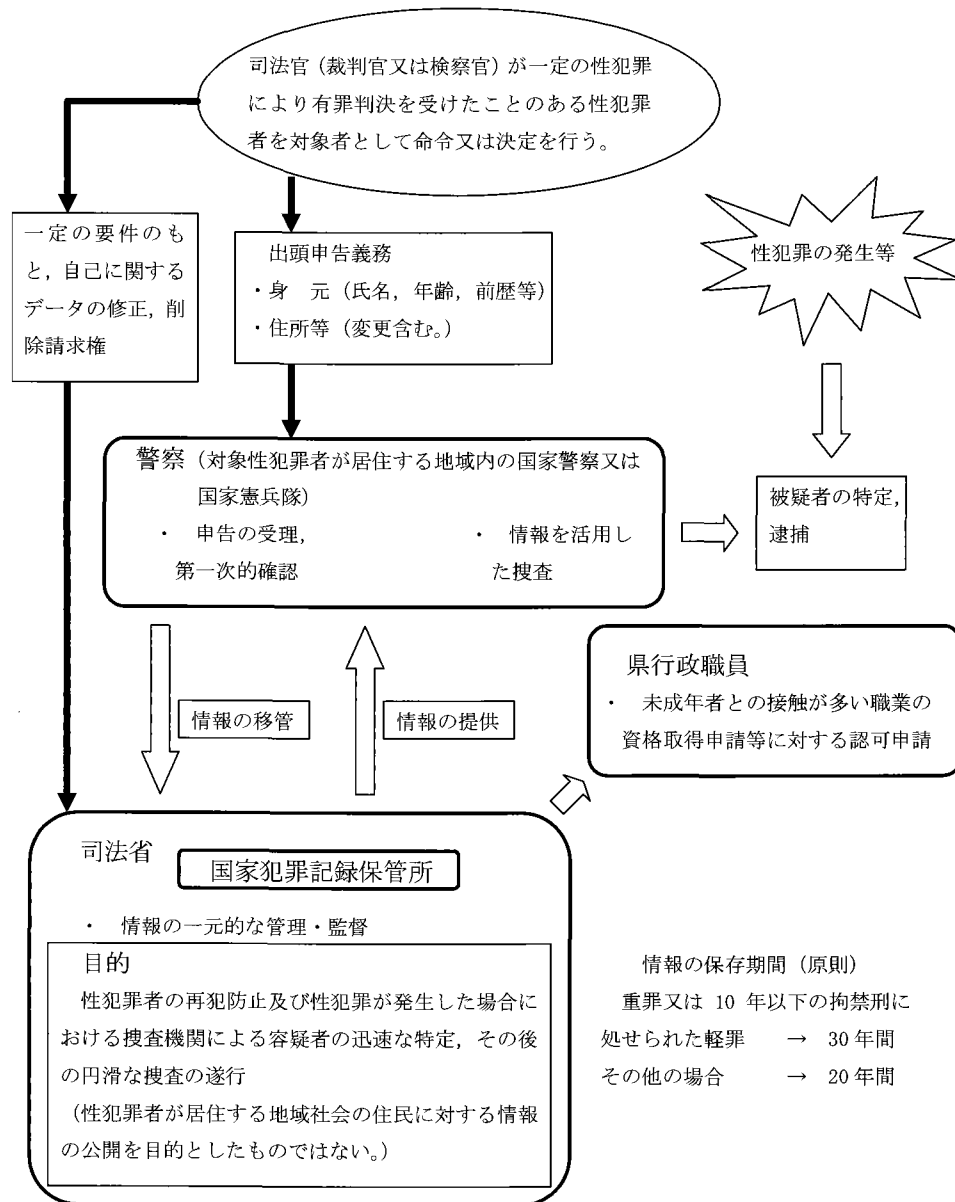 司法官（裁判官又は検察官）が一定の性犯罪
により有罪判決を受けたことのある性犯罪
者を対象者として命令又は決定を行う。
一定の要件のも
と，自己に関する
データの修正，削
除請求権
出頭申告義務
・身　元（氏名，年齢，前歴等）
・住所等（変更含む。）
性犯罪の発生等
警察（対象性犯罪者が居住する地域内の国家警察又は
国家憲兵隊）
・　申告の受理，
第一次的確認
・　情報を活用し
た捜査
被疑者の特定，
逮捕
情報の移管
情報の提供
県行政職員
・　未成年者との接触が多い職業の
資格取得申請等に対する認可申請
司法省
国家犯罪記録保管所
・　情報の一元的な管理・監督
目的
性犯罪者の再犯防止及び性犯罪が発生した場合に
おける捜査機関による容疑者の迅速な特定，その後
の円滑な捜査の遂行
（性犯罪者が居住する地域社会の住民に対する情報
の公開を目的としたものではない。）
情報の保存期間（原則）
重罪又は 10 年以下の拘禁刑に
処せられた軽罪　→　30 年間
その他の場合　→　20 年間